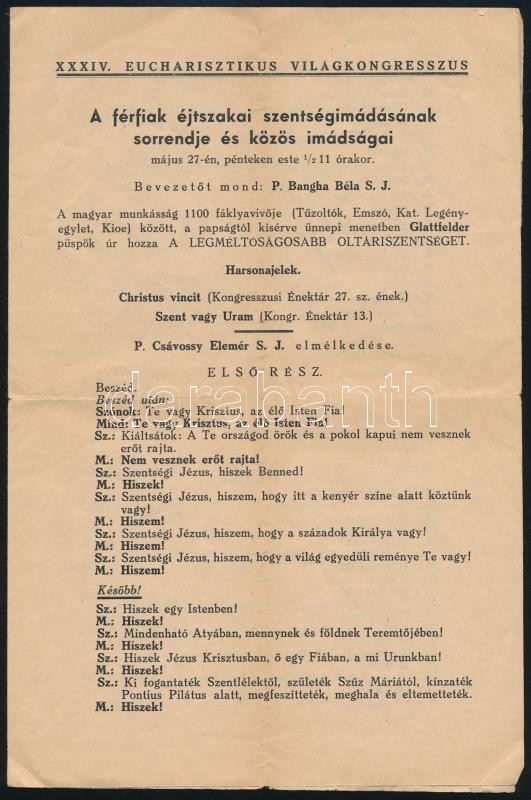 XXXIV. EUCHARISZTIKUS VILÁGKONGRESSZUS
A férfiak éjtszakai szentségimádásának
sorrendje és közös imádságai
május 27-én, pénteken este 1/2 11 órakor.
Bevezetőt mond: P. Bangha Béla S. J.
A magyar munkásság 1100 fáklyavivője (Tűzoltók, Emszó, Kat. Legény-
egylet, Kioe) között, a papságtól kísérve ünnepi menetben Glattfelder
püspök úr hozza A LEGMÉLTÓSÁGOSABB OLTÁRISZENTSÉGET.
Harsonajelek.
Christus vincit (Kongresszusi Énektár 27. sz. ének.)
Szent vagy Uram (Kongr. Énektár 13.)
P. Csávossy Elemér S. J. elmélkedése.
ELSŐ RÉSZ.
Beszéd.
Beszéd után:
Szónok: Te vagy Krisztus, az élő Isten Fia!
Mind: Te vagy Krisztus, az élő Isten Fia!
Sz.: Kiáltsátok: A Te országod örök és a pokol kapui nem vesznek
erőt rajta.
M.: Nem vesznek erőt rajta!
Sz.: Szentségi Jézus, hiszek Benned!
M.: Hiszek!
Sz.: Szentségi Jézus, hiszem, hogy itt a kenyér színe alatt köztünk
vagy!
M.: Hiszem!
Sz.: Szentségi Jézus, hiszem, hogy a századok Királya vagy!
M.: Hiszem!
Sz.: Szentségi Jézus, hiszem, hogy a világ egyedüli reménye Te vagy!
M.: Hiszem!
Később!
Sz.: Hiszek egy Istenben!
M.: Hiszek!
Sz.: Mindenható Atyában, mennynek és földnek Teremtőjében!
M.: Hiszek!
Sz.: Hiszek Jézus Krisztusban, ő egy Fiában, a mi Urunkban!
M.: Hiszek!
Sz.: Ki fogantaték Szentlélektől, születék Szűz Máriától, kínzaték
Pontius Pilátus alatt, megfeszítteték, meghala és eltemetteték.
M.: Hiszek!
darabanth